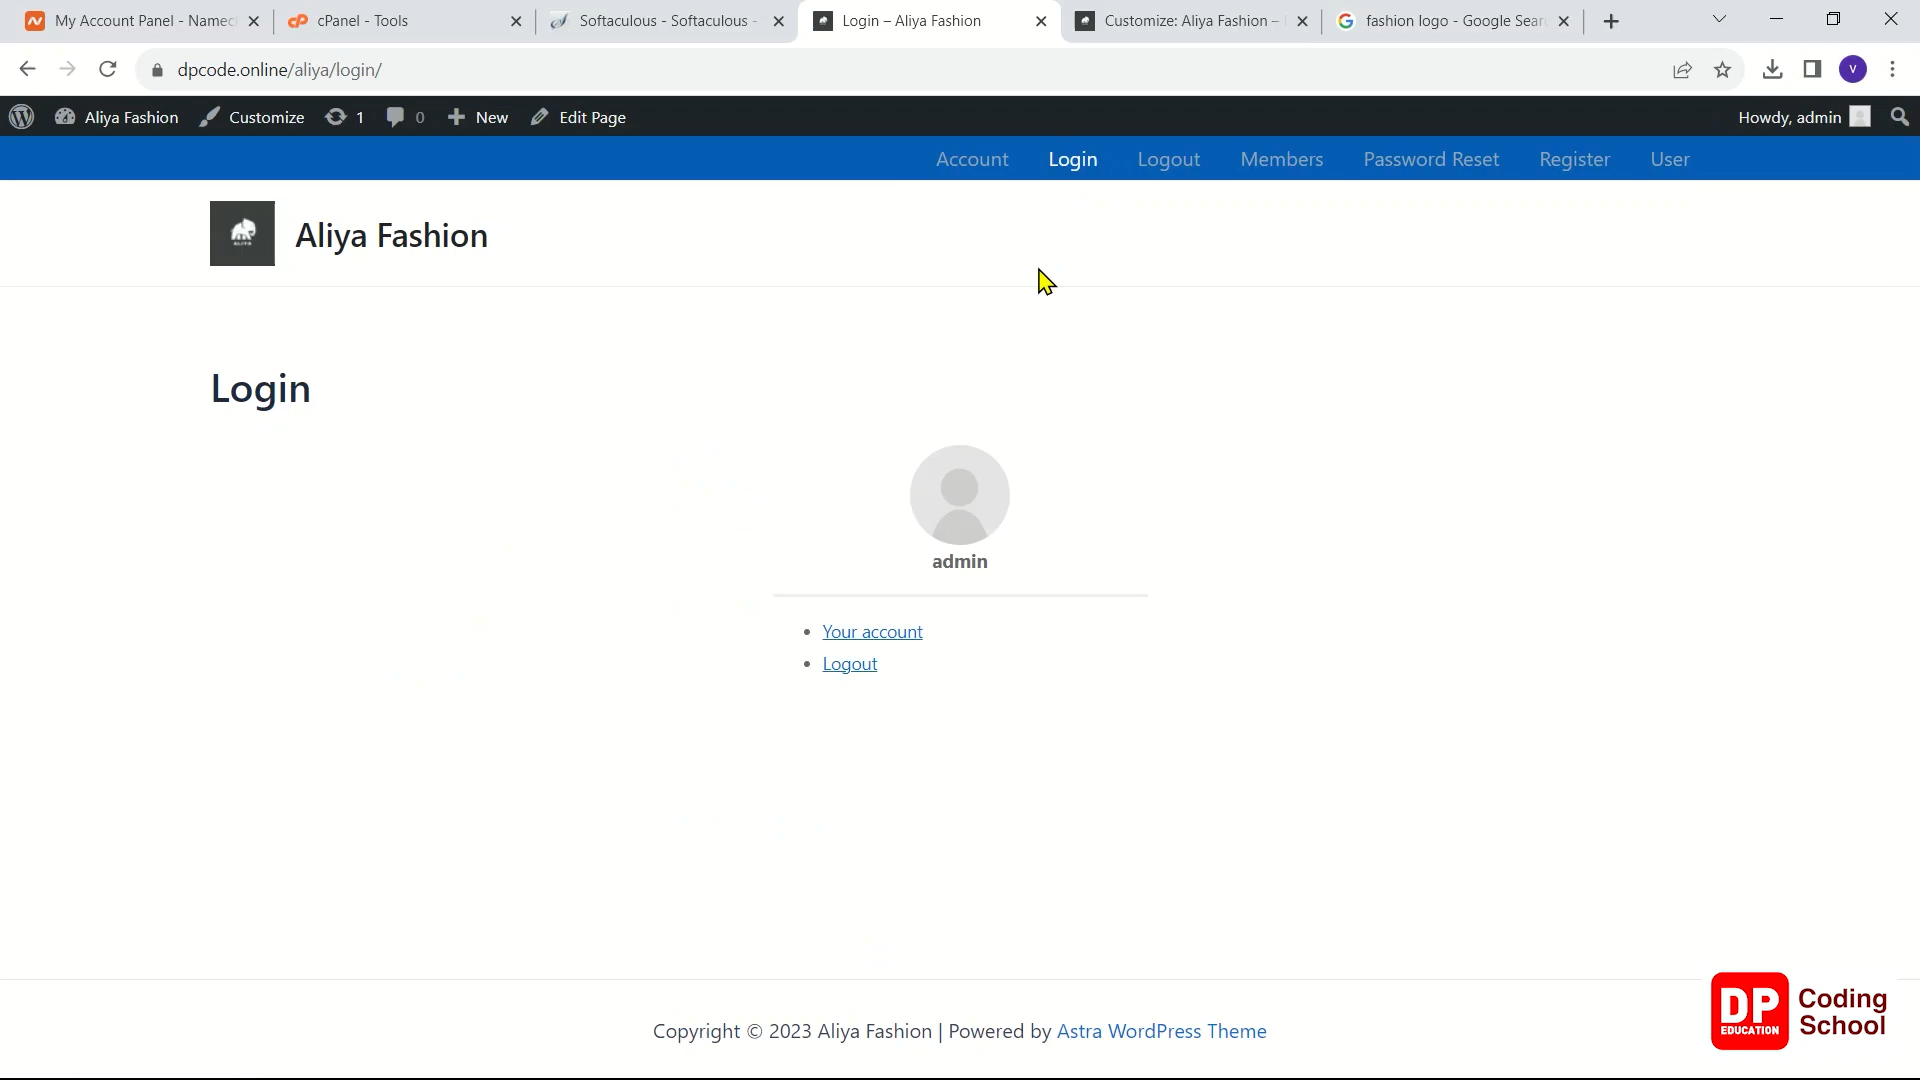 My Account Panel - Namec
cPanel - Tools
Softaculous - Softaculous -
Login – Aliya Fashion
Customize: Aliya Fashion –
fashion logo - Google Sear
dpcode.online/aliya/login/
V
Aliya Fashion
Customize
1
0
New
Edit Page
Howdy, admin
Account
Login
Logout
Members
Password Reset
Register
User
ALIYA
Aliya Fashion
Login
admin
Your account
Logout
Copyright © 2023 Aliya Fashion | Powered by Astra WordPress Theme
DP
EDUCATION
Coding
School